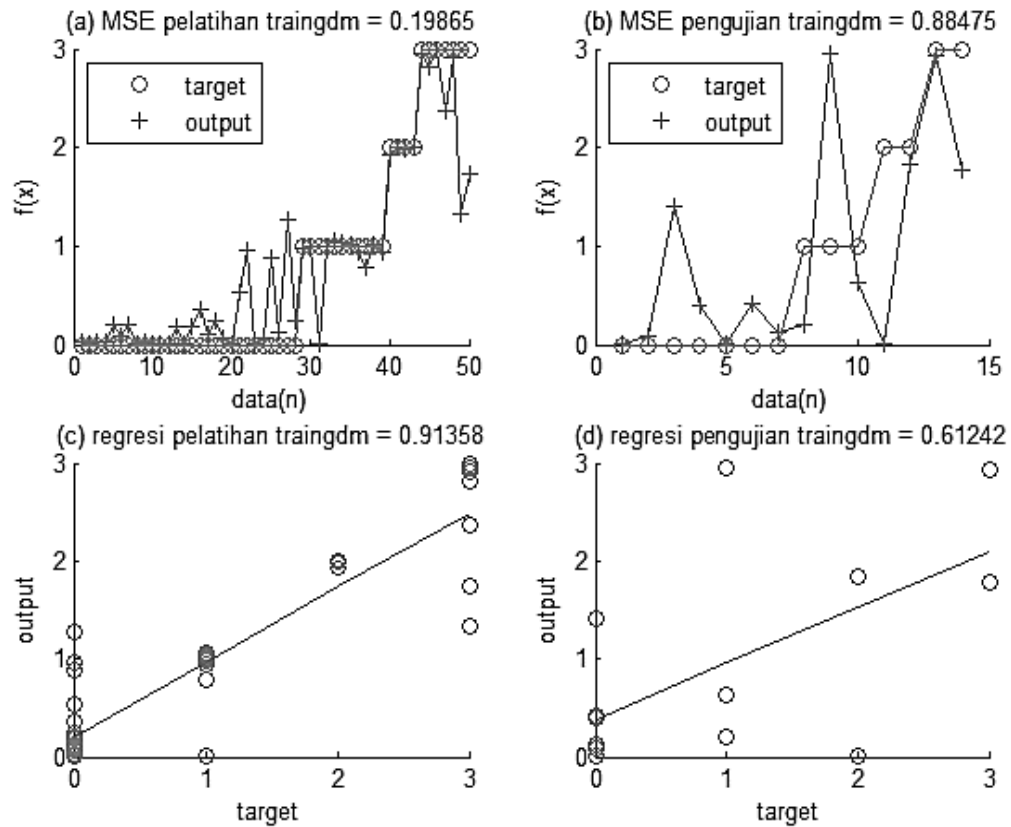 (a) MSE pelatihan traingdm = 0.19865
3
2
1
0
f(x)
target
output
0
10
20
30
40
50
data(n)
(b) MSE pengujian traingdm = 0.88475
3
2
1
0
f(x)
target
output
0
5
10
15
data(n)
(c) regresi pelatihan traingdm = 0.91358
3
2
1
0
output
0
1
2
3
target
(d) regresi pengujian traingdm = 0.61242
3
2
1
0
output
0
1
2
3
target